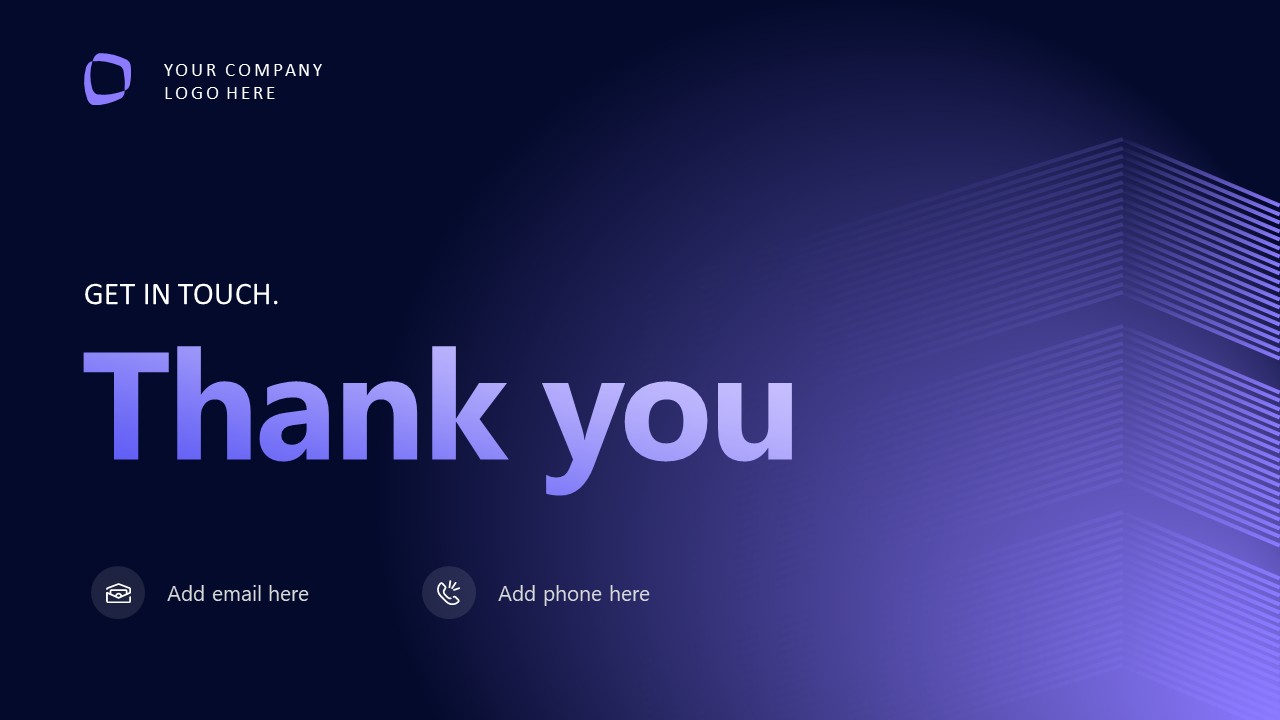 YOUR COMPANY
LOGO HERE
GET IN TOUCH.
Thank you
Add email here
Add phone here